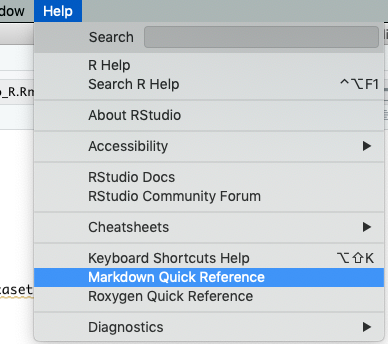 dow Help
Search
R Help
Search R Help ⌃⌥F1
_R.Rm
About RStudio
Accessibility
RStudio Docs
RStudio Community Forum
Cheatsheets
Keyboard Shortcuts Help ⌥⇧K
Markdown Quick Reference
caset
Roxygen Quick Reference
Diagnostics